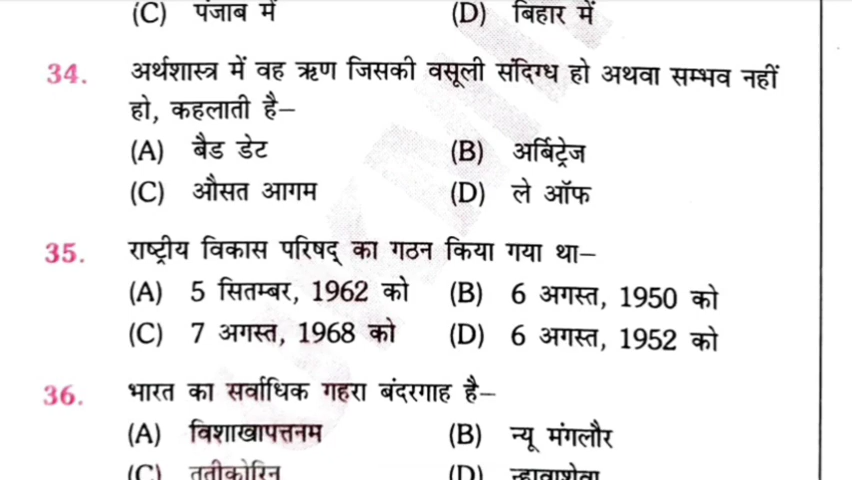 (C) पंजाब में (D) बिहार में
34. अर्थशास्त्र में वह ऋण जिसकी वसूली संदिग्ध हो अथवा सम्भव नहीं
हो, कहलाती है–
(A) बैड डेट (B) अर्बिट्रेज
(C) औसत आगम (D) ले ऑफ
35. राष्ट्रीय विकास परिषद् का गठन किया गया था–
(A) 5 सितम्बर, 1962 को (B) 6 अगस्त, 1950 को
(C) 7 अगस्त, 1968 को (D) 6 अगस्त, 1952 को
36. भारत का सर्वाधिक गहरा बंदरगाह है–
(A) विशाखापत्तनम (B) न्यू मंगलौर
(C) तूतीकोरिन (D) न्हावाशेवा